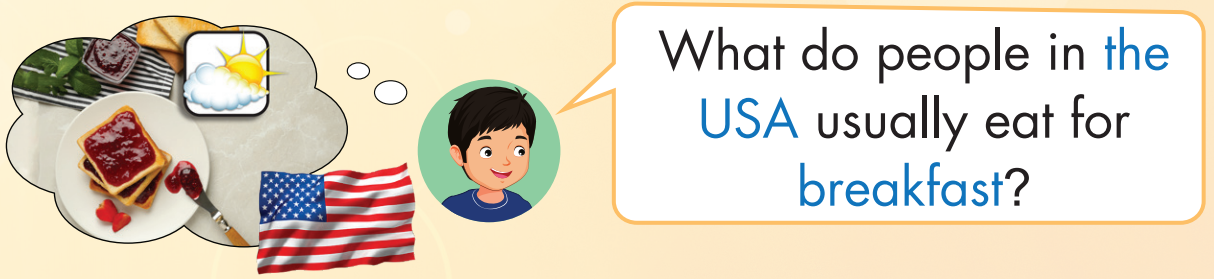 What do people in the
USA usually eat for
breakfast?